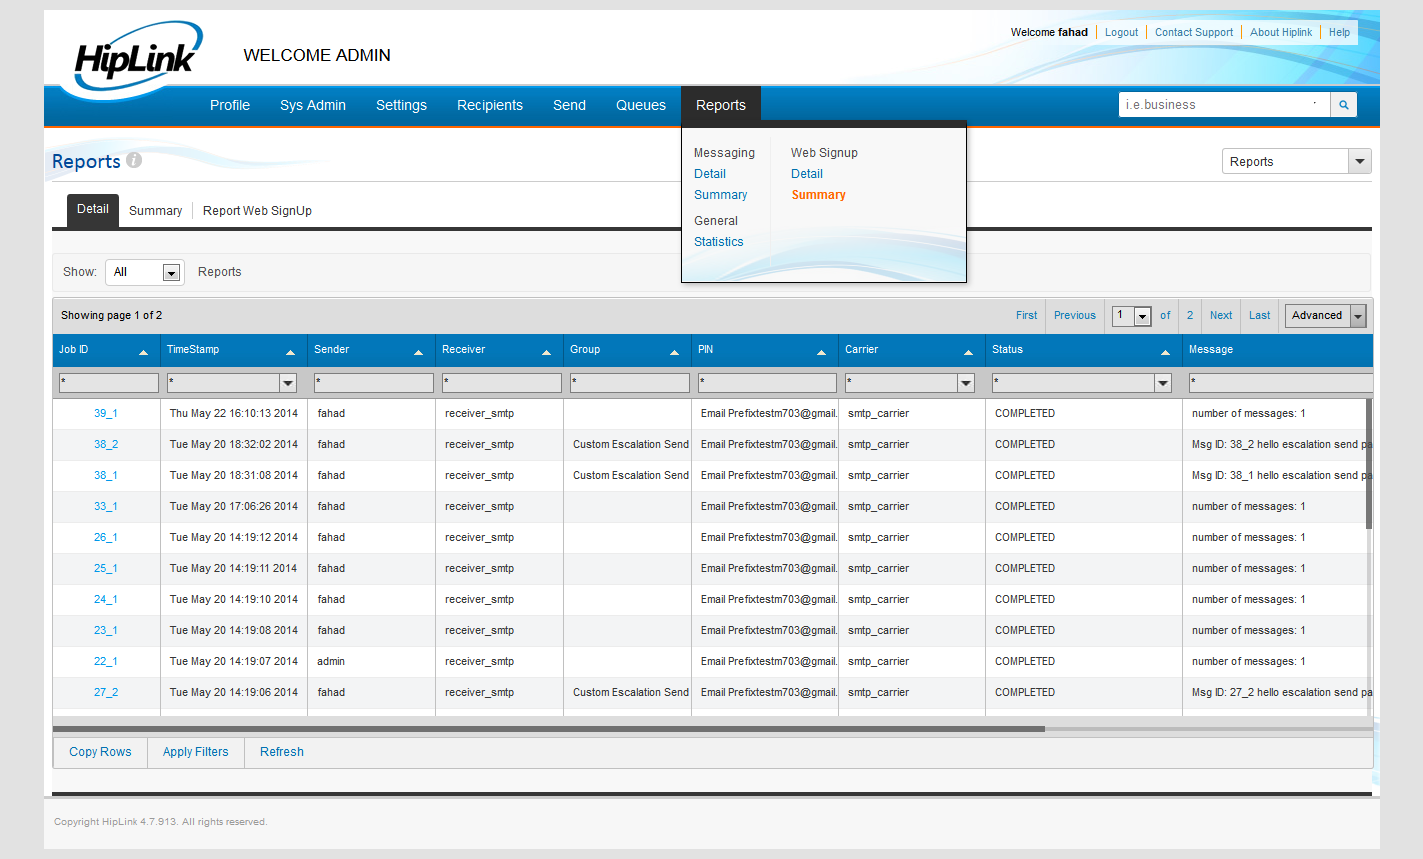 HipLink
WELCOME ADMIN
Welcome fahad Logout Contact Support About Hiplink Help
Profile Sys Admin Settings Recipients Send Queues Reports i.e.business
Messaging Web Signup
Detail Detail
Summary Summary
General
Statistics
Reports i Reports
Detail Summary Report Web SignUp
Show: All Reports
Showing page 1 of 2 First Previous 1 of 2 Next Last Advanced
Job ID TimeStamp Sender Receiver Group PIN Carrier Status Message
* * * * * * * * *
39_1 Thu May 22 16:10:13 2014 fahad receiver_smtp Email Prefixtestm703@gmail. smtp_carrier COMPLETED number of messages: 1
38_2 Tue May 20 18:32:02 2014 fahad receiver_smtp Custom Escalation Send Email Prefixtestm703@gmail. smtp_carrier COMPLETED Msg ID: 38_2 hello escalation send pa
38_1 Tue May 20 18:31:08 2014 fahad receiver_smtp Custom Escalation Send Email Prefixtestm703@gmail. smtp_carrier COMPLETED Msg ID: 38_1 hello escalation send pa
33_1 Tue May 20 17:06:26 2014 fahad receiver_smtp Email Prefixtestm703@gmail. smtp_carrier COMPLETED number of messages: 1
26_1 Tue May 20 14:19:12 2014 fahad receiver_smtp Email Prefixtestm703@gmail. smtp_carrier COMPLETED number of messages: 1
25_1 Tue May 20 14:19:11 2014 fahad receiver_smtp Email Prefixtestm703@gmail. smtp_carrier COMPLETED number of messages: 1
24_1 Tue May 20 14:19:10 2014 fahad receiver_smtp Email Prefixtestm703@gmail. smtp_carrier COMPLETED number of messages: 1
23_1 Tue May 20 14:19:08 2014 fahad receiver_smtp Email Prefixtestm703@gmail. smtp_carrier COMPLETED number of messages: 1
22_1 Tue May 20 14:19:07 2014 admin receiver_smtp Email Prefixtestm703@gmail. smtp_carrier COMPLETED number of messages: 1
27_2 Tue May 20 14:19:06 2014 fahad receiver_smtp Custom Escalation Send Email Prefixtestm703@gmail. smtp_carrier COMPLETED Msg ID: 27_2 hello escalation send pa
Copy Rows Apply Filters Refresh
Copyright HipLink 4.7.913. All rights reserved.